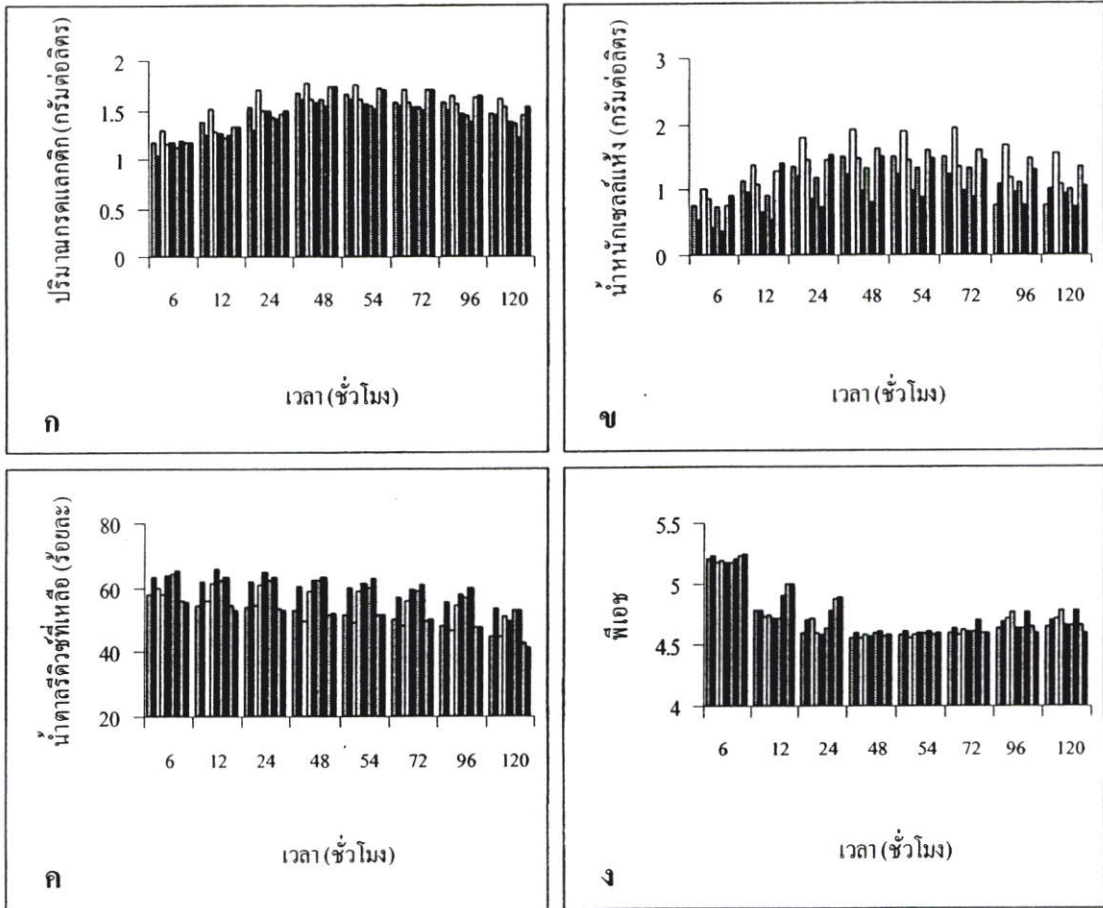 ปริมาณกรดแลกติก (กรัมต่อลิตร)
2
1.5
1
0.5
0
6 12 24 48 54 72 96 120
เวลา (ชั่วโมง)
ก
น้ำหนักเซลล์แห้ง (กรัมต่อลิตร)
3
2
1
0
6 12 24 48 54 72 96 120
เวลา (ชั่วโมง)
ข
น้ำตาลรีดิวซ์ที่เหลือ (ร้อยละ)
80
60
40
20
6 12 24 48 54 72 96 120
เวลา (ชั่วโมง)
ค
พีเอช
5.5
5
4.5
4
6 12 24 48 54 72 96 120
เวลา (ชั่วโมง)
ง